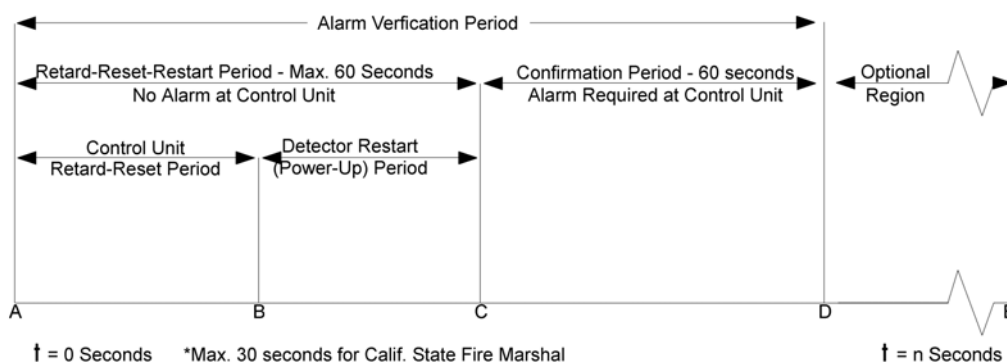 Alarm Verfication Period
Retard-Reset-Restart Period - Max. 60 Seconds
No Alarm at Control Unit
Confirmation Period - 60 seconds
Alarm Required at Control Unit
Optional
Region
Control Unit
Retard-Reset Period
Detector Restart
(Power-Up) Period
A
B
C
D
E
t = 0 Seconds
*Max. 30 seconds for Calif. State Fire Marshal
t = n Seconds